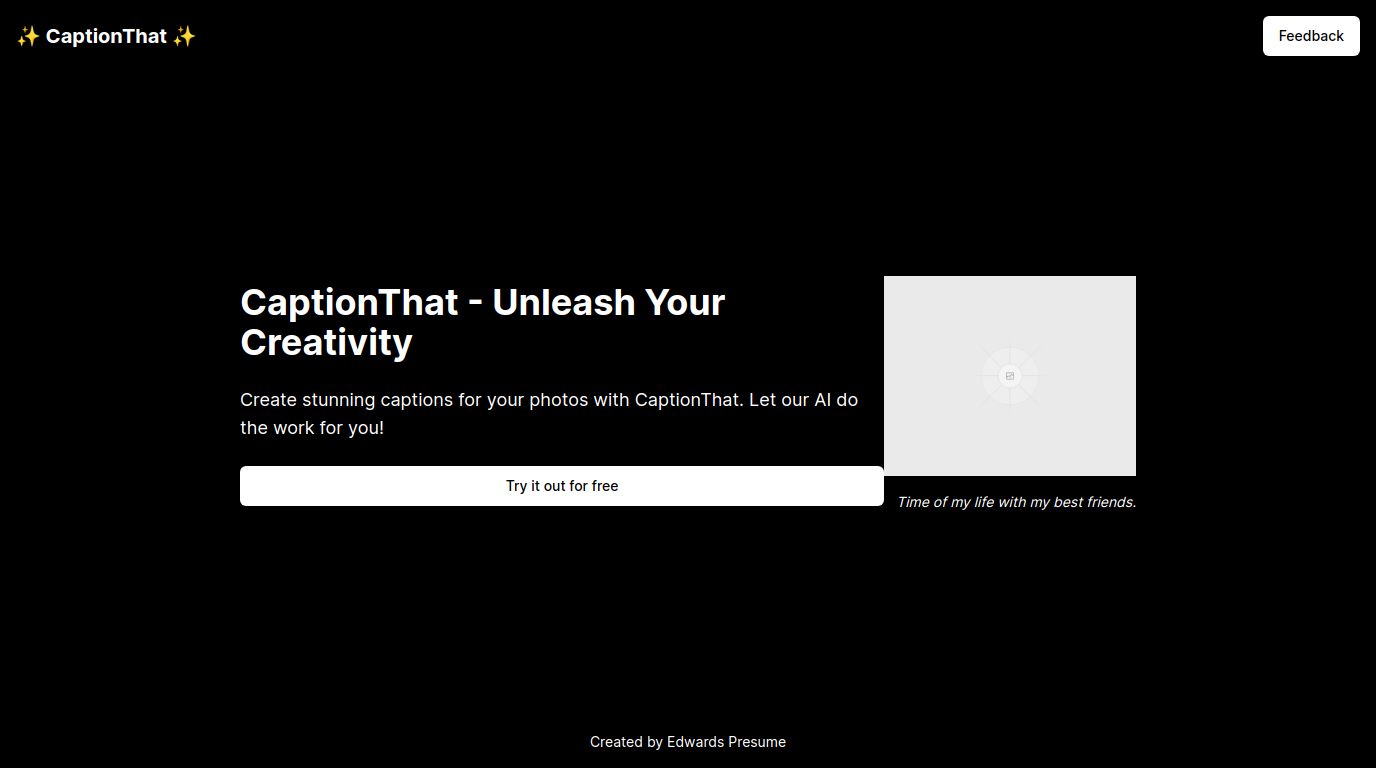 ✨ CaptionThat ✨
Feedback
CaptionThat - Unleash Your
Creativity
Create stunning captions for your photos with CaptionThat. Let our AI do
the work for you!
Try it out for free
Time of my life with my best friends.
Created by Edwards Presume